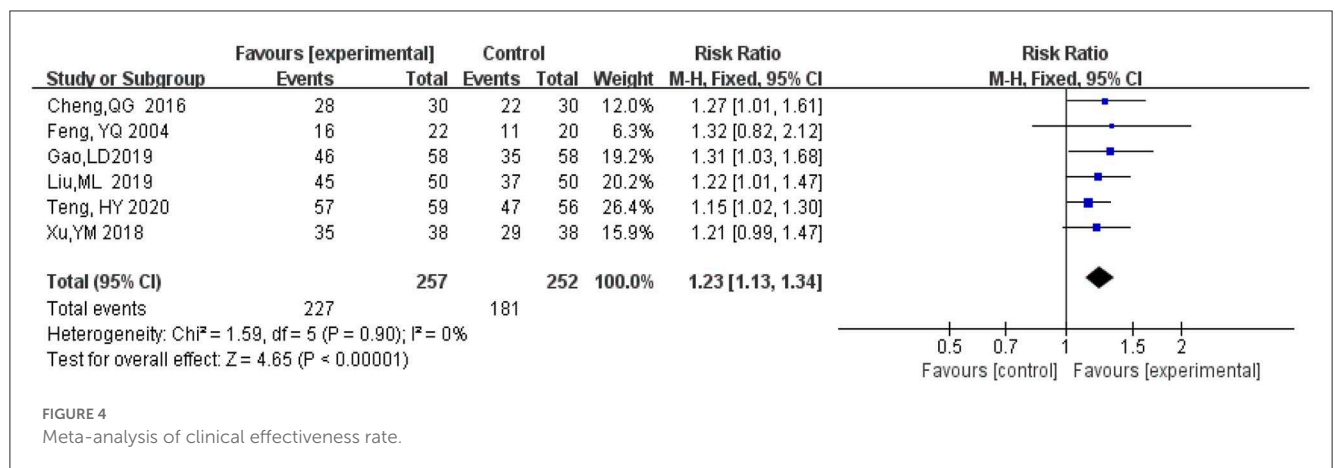 Favours [experimental] Control Risk Ratio Risk Ratio
Study or Subgroup Events Total Events Total Weight M-H, Fixed, 95% CI M-H, Fixed, 95% CI
Cheng,QG 2016 28 30 22 30 12.0% 1.27 [1.01, 1.61]
Feng, YQ 2004 16 22 11 20 6.3% 1.32 [0.82, 2.12]
Gao,LD2019 46 58 35 58 19.2% 1.31 [1.03, 1.68]
Liu,ML 2019 45 50 37 50 20.2% 1.22 [1.01, 1.47]
Teng, HY 2020 57 59 47 56 26.4% 1.15 [1.02, 1.30]
Xu,YM 2018 35 38 29 38 15.9% 1.21 [0.99, 1.47]
Total (95% CI) 257 252 100.0% 1.23 [1.13, 1.34]
Total events 227 181
Heterogeneity: Chi² = 1.59, df = 5 (P = 0.90); I² = 0%
Test for overall effect: Z = 4.65 (P < 0.00001)
0.5 0.7 1 1.5 2
Favours [control] Favours [experimental]
FIGURE 4
Meta-analysis of clinical effectiveness rate.